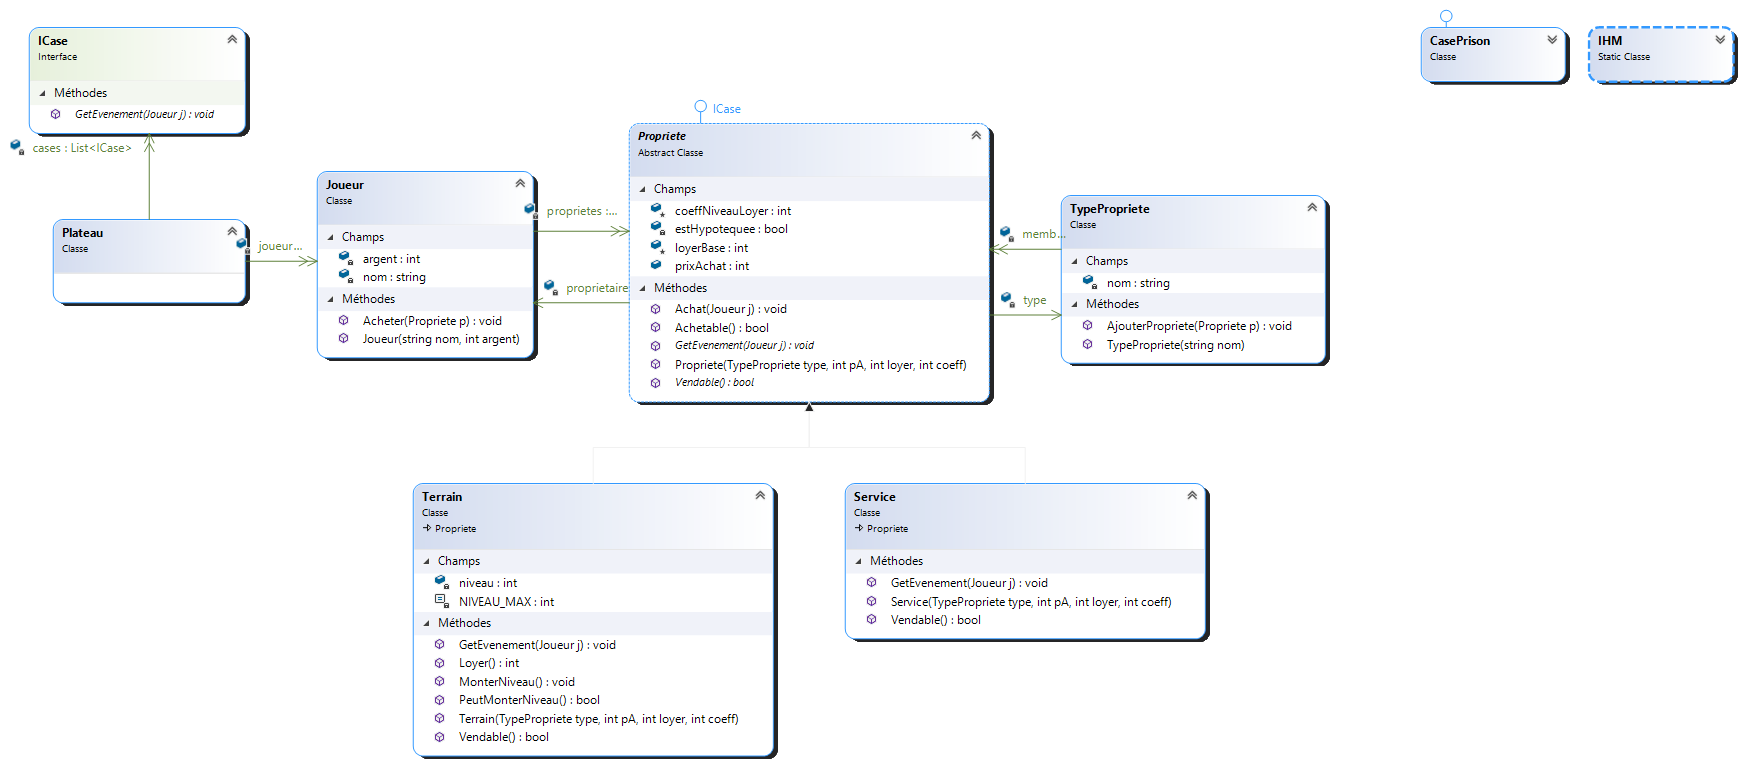 ICase
Interface
Méthodes
GetEvenement(Joueur j) : void
cases : List<ICase>
Plateau
Classe
joueur...
Joueur
Classe
Champs
argent : int
nom : string
Méthodes
Acheter(Propriete p) : void
Joueur(string nom, int argent)
proprietes :...
proprietaire
ICase
Propriete
Abstract Classe
Champs
coeffNiveauLoyer : int
estHypotequee : bool
loyerBase : int
prixAchat : int
Méthodes
Achat(Joueur j) : void
Achetable() : bool
GetEvenement(Joueur j) : void
Propriete(TypePropriete type, int pA, int loyer, int coeff)
Vendable() : bool
memb...
type
TypePropriete
Classe
Champs
nom : string
Méthodes
AjouterPropriete(Propriete p) : void
TypePropriete(string nom)
CasePrison
Classe
IHM
Static Classe
Terrain
Classe
Propriete
Champs
niveau : int
NIVEAU_MAX : int
Méthodes
GetEvenement(Joueur j) : void
Loyer() : int
MonterNiveau() : void
PeutMonterNiveau() : bool
Terrain(TypePropriete type, int pA, int loyer, int coeff)
Vendable() : bool
Service
Classe
Propriete
Méthodes
GetEvenement(Joueur j) : void
Service(TypePropriete type, int pA, int loyer, int coeff)
Vendable() : bool